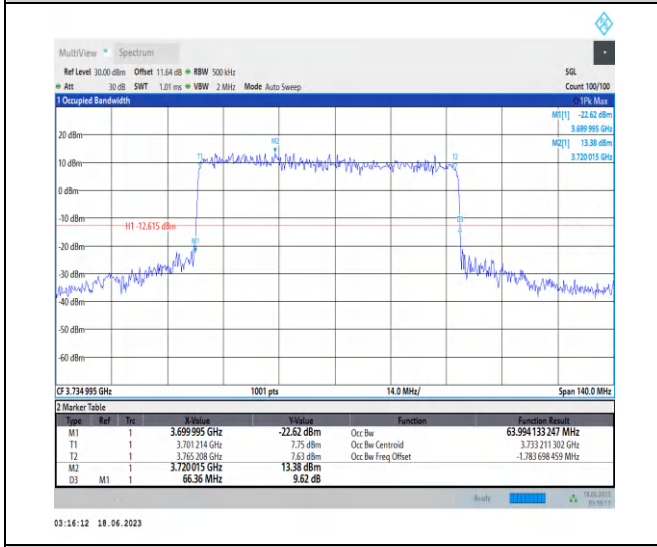 MultiView Spectrum
Ref Level 30.00 dBm Offset 11.64 dB RBW 500 kHz SGL
Att 30 dB SWT 1.01 ms VBW 2 MHz Mode Auto Sweep Count 100/100
1 Occupied Bandwidth 1Pk Max
M1[1] -22.62 dBm
3.699 995 GHz
M2[1] 13.38 dBm
3.720 015 GHz
20 dBm
M2
T1 T2
10 dBm
0 dBm
-10 dBm
D3
H1 -12.615 dBm
M1
-20 dBm
-30 dBm
-40 dBm
-50 dBm
-60 dBm
CF 3.734 995 GHz 1001 pts 14.0 MHz/ Span 140.0 MHz
2 Marker Table
Type Ref Trc X-Value Y-Value Function Function Result
M1 1 3.699 995 GHz -22.62 dBm Occ Bw 63.994 133 247 MHz
T1 1 3.701 214 GHz 7.75 dBm Occ Bw Centroid 3.733 211 302 GHz
T2 1 3.765 208 GHz 7.63 dBm Occ Bw Freq Offset -1.783 698 459 MHz
M2 1 3.720 015 GHz 13.38 dBm
D3 M1 1 66.36 MHz 9.62 dB
Ready 18.06.2023
03:16:12 18.06.2023